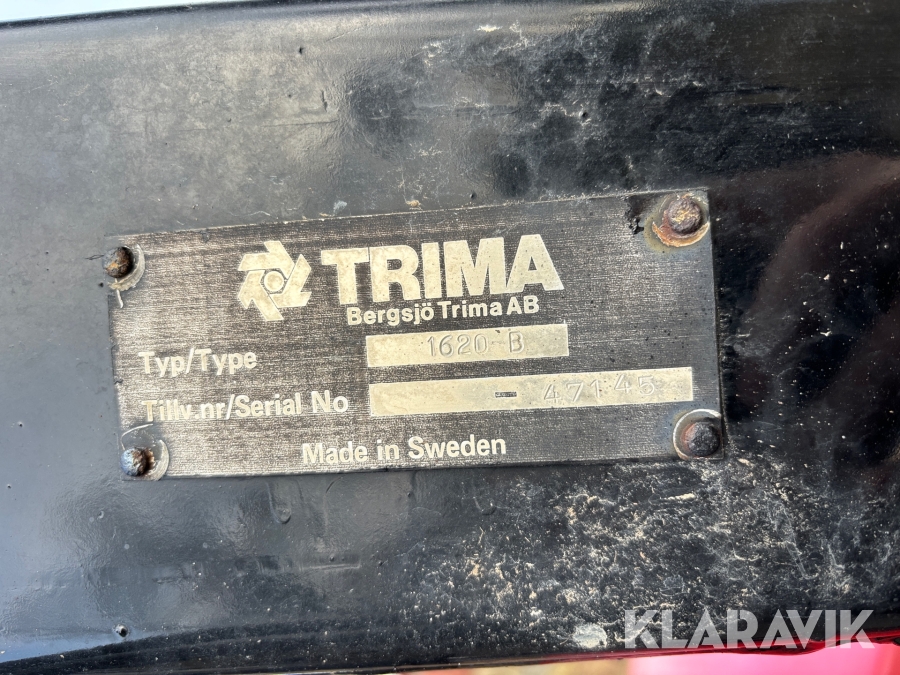 TRIMA
Bergsjö Trima AB
Typ/Type 1620 B
Tillv.nr/Serial No - 47145
Made in Sweden
KLARAVIK